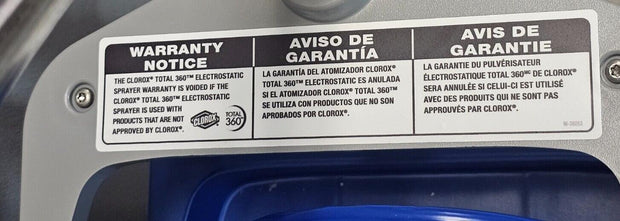 WARRANTY
NOTICE
THE CLOROX® TOTAL 360™ ELECTROSTATIC
SPRAYER WARRANTY IS VOIDED IF THE
CLOROX® TOTAL 360™ ELECTROSTATIC
SPRAYER IS USED WITH
PRODUCTS THAT ARE NOT
APPROVED BY CLOROX®.
CLOROX
TOTAL
360
AVISO DE
GARANTÍA
LA GARANTÍA DEL ATOMIZADOR CLOROX®
TOTAL 360™ ELECTROSTATIC ES ANULADA
SI EL ATOMIZADOR CLOROX® TOTAL 360™
SE UTILIZA CON PRODUCTOS QUE NO SON
APROBADOS POR CLOROX®.
AVIS DE
GARANTIE
LA GARANTIE DU PULVÉRISATEUR
ÉLECTROSTATIQUE TOTAL 360ᴹᶜ DE CLOROX®
SERA ANNULÉE SI CELUI-CI EST UTILISÉ
AVEC DES PRODUITS QUI NE SONT PAS
APPROUVÉS PAR CLOROX®.